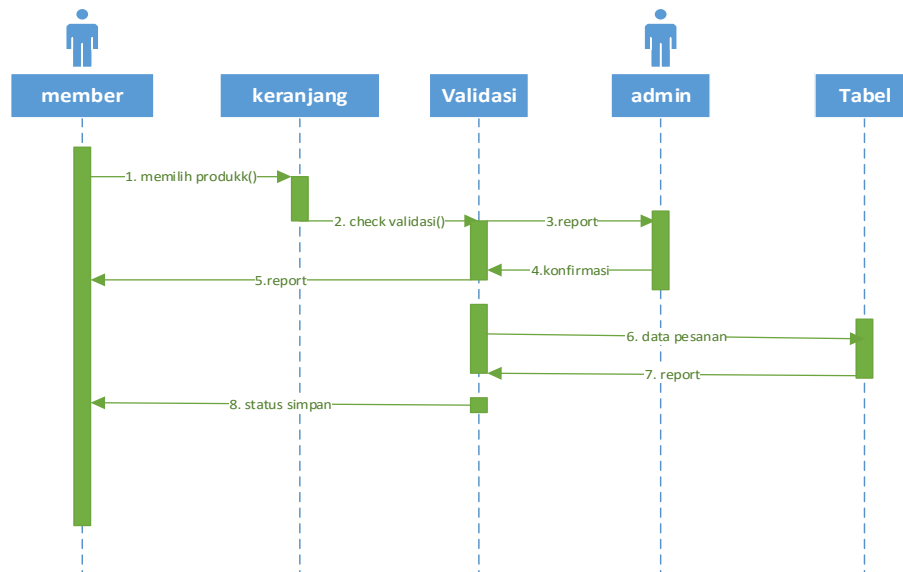 member
keranjang
Validasi
admin
Tabel
1. memilih produkk()
2. check validasi()
3.report
4.konfirmasi
5.report
6. data pesanan
7. report
8. status simpan